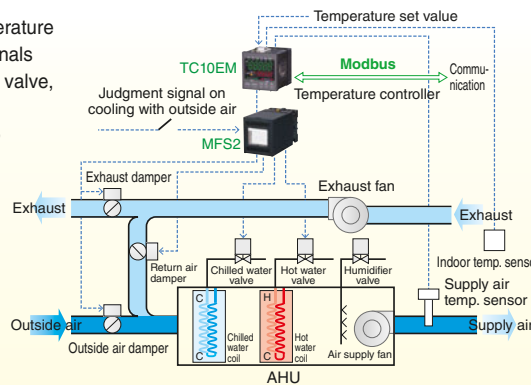 erature
nals
valve,
Temperature set value
TC10EM
Modbus
Commu-
nication
Temperature controller
Judgment signal on
cooling with outside air
MFS2
Exhaust damper
Exhaust fan
Exhaust
Exhaust
Indoor temp. senso
Return air
damper
Chilled water
valve
Hot water
valve
Humidifier
valve
Supply air
temp. sensor
C
H
Outside air
Supply air
Chilled
water
coil
Hot
water
coil
C
C
Air supply fan
Outside air damper
AHU